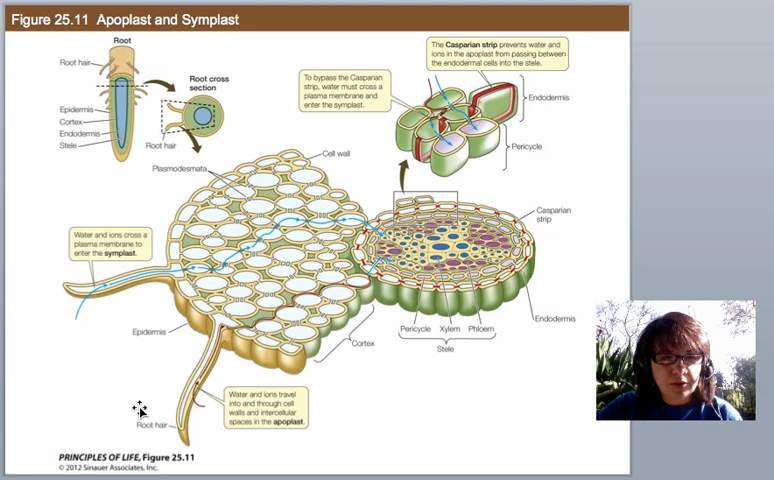 Figure 25.11 Apoplast and Symplast
Root
Root hair
Epidermis
Cortex
Endodermis
Stele
Root cross
section
Root hair
The Casparian strip prevents water and
ions in the apoplast from passing between
the endodermal cells into the stele.
To bypass the Casparian
strip, water must cross a
plasma membrane and
enter the symplast.
Endodermis
Pericycle
Cell wall
Plasmodesmata
Casparian
strip
Water and ions cross a
plasma membrane to
enter the symplast.
Epidermis
Cortex
Pericycle Xylem Phloem
Stele
Endodermis
Water and ions travel
into and through cell
walls and intercellular
spaces in the apoplast.
Root hair
PRINCIPLES OF LIFE, Figure 25.11
© 2012 Sinauer Associates, Inc.